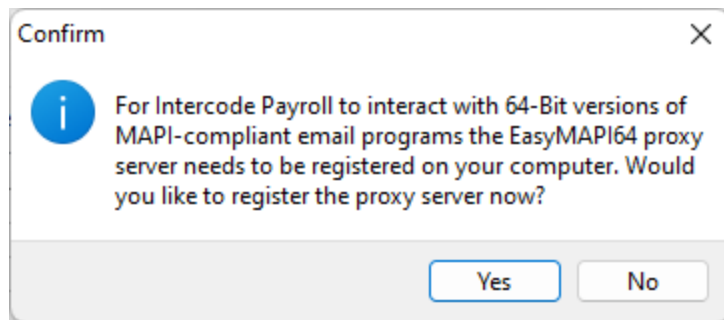 Confirm
For Intercode Payroll to interact with 64-Bit versions of
MAPI-compliant email programs the EasyMAPI64 proxy
server needs to be registered on your computer. Would
you like to register the proxy server now?
Yes
No